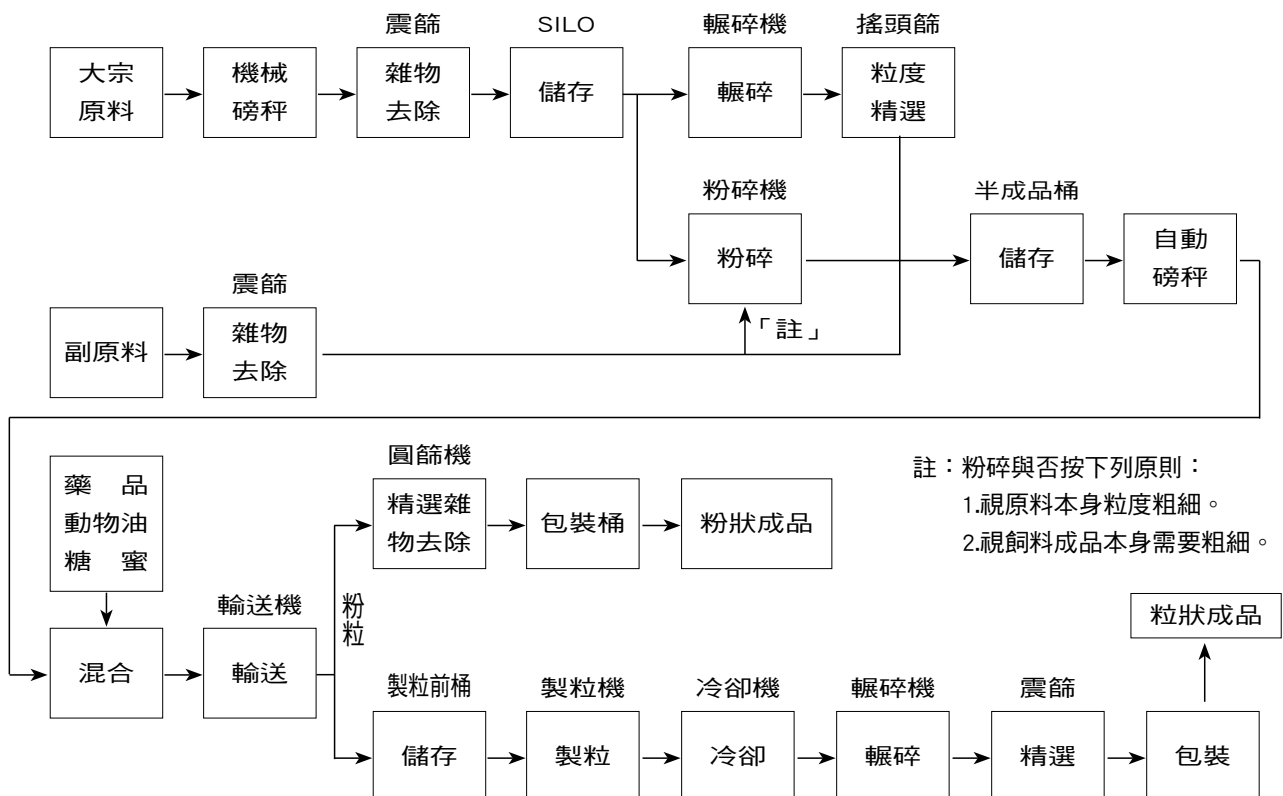 震篩
SILO
輾碎機
搖頭篩
大宗
原料
機械
磅秤
雜物
去除
儲存
輾碎
粒度
精選
粉碎機
半成品桶
粉碎
儲存
自動
磅秤
震篩
「註」
副原料
雜物
去除
圓篩機
註：粉碎與否按下列原則：
1.視原料本身粒度粗細。
2.視飼料成品本身需要粗細。
藥 品
動物油
糖 蜜
精選雜
物去除
包裝桶
粉狀成品
輸送機
粉
粒
粒狀成品
混合
輸送
製粒前桶
製粒機
冷卻機
輾碎機
震篩
儲存
製粒
冷卻
輾碎
精選
包裝